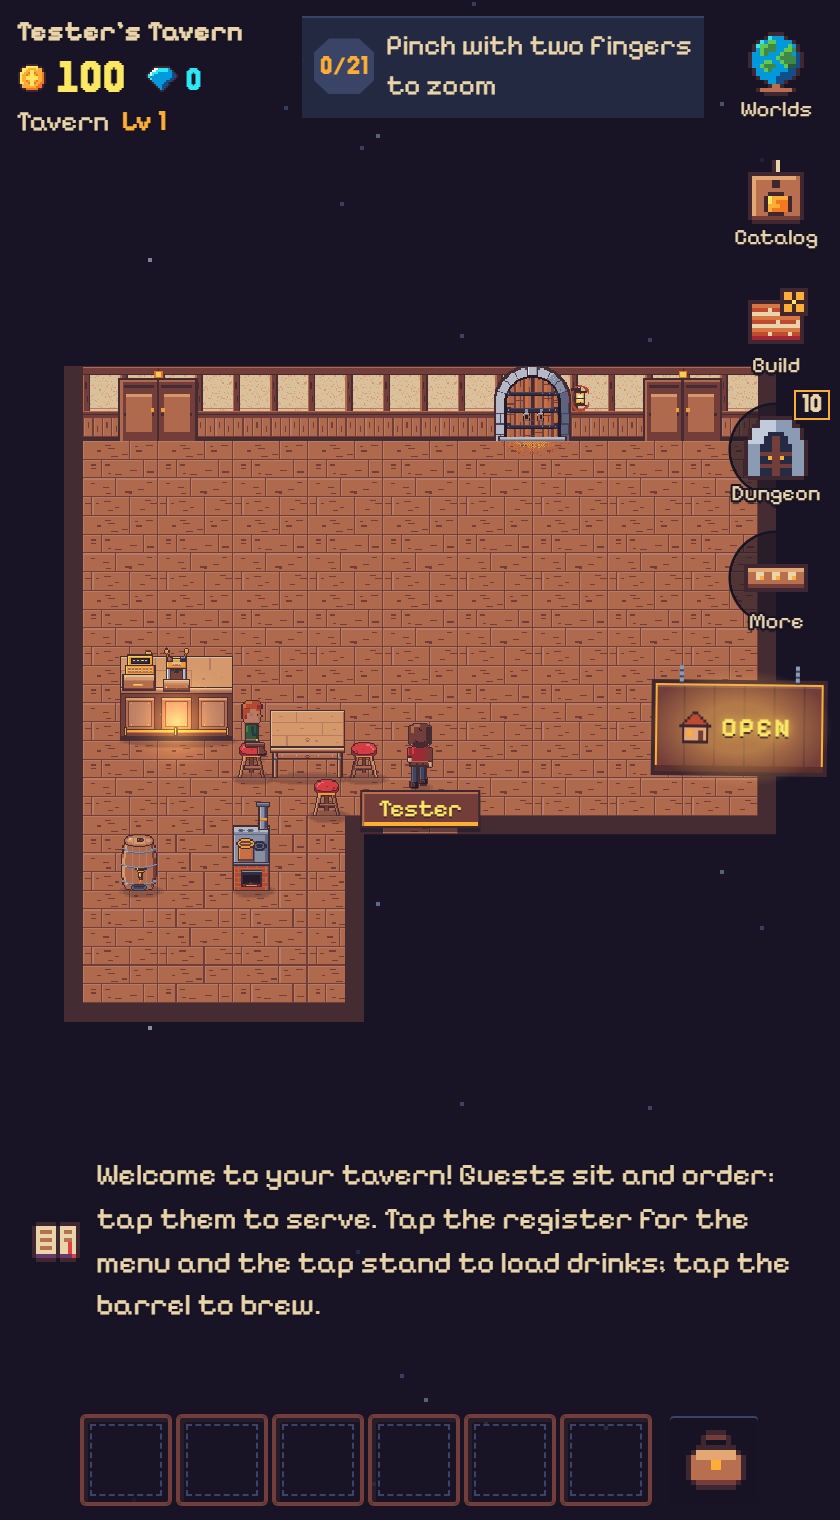 Tester's Tavern
100 0
Tavern Lv 1
0/21
Pinch with two fingers
to zoom
Worlds
Catalog
Build
10
Dungeon
More
OPEN
Tester
Welcome to your tavern! Guests sit and order:
tap them to serve. Tap the register for the
menu and the tap stand to load drinks; tap the
barrel to brew.